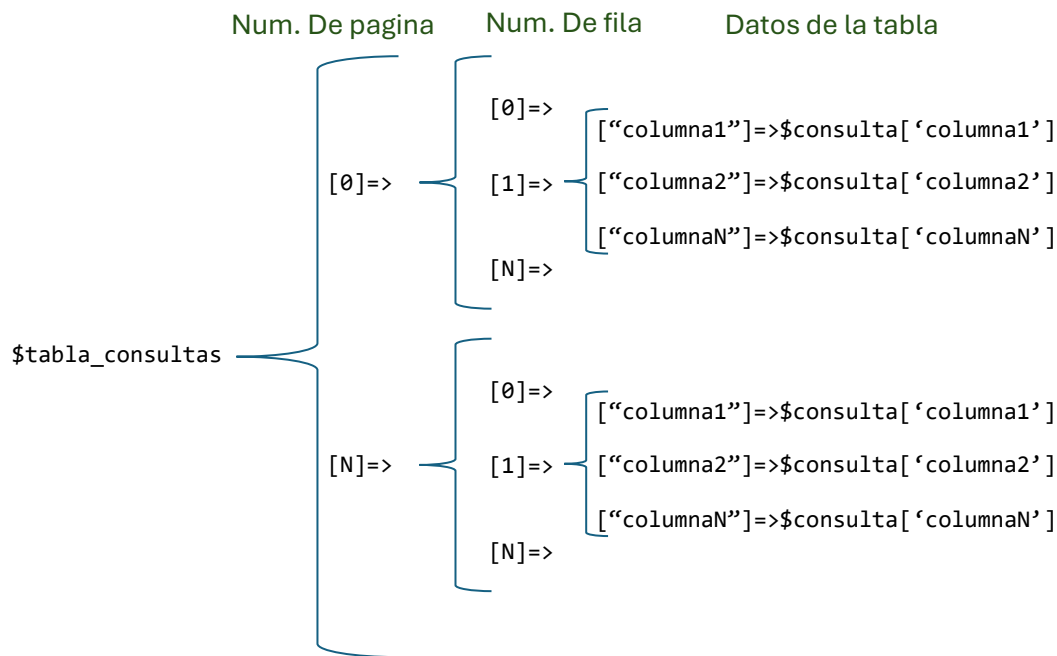 Num. De pagina Num. De fila Datos de la tabla
[0]=>
[“columna1”]=>$consulta[‘columna1’]
[0]=> [1]=> [“columna2”]=>$consulta[‘columna2’]
[“columnaN”]=>$consulta[‘columnaN’]
[N]=>
$tabla_consultas
[0]=>
[“columna1”]=>$consulta[‘columna1’]
[N]=> [1]=> [“columna2”]=>$consulta[‘columna2’]
[“columnaN”]=>$consulta[‘columnaN’]
[N]=>